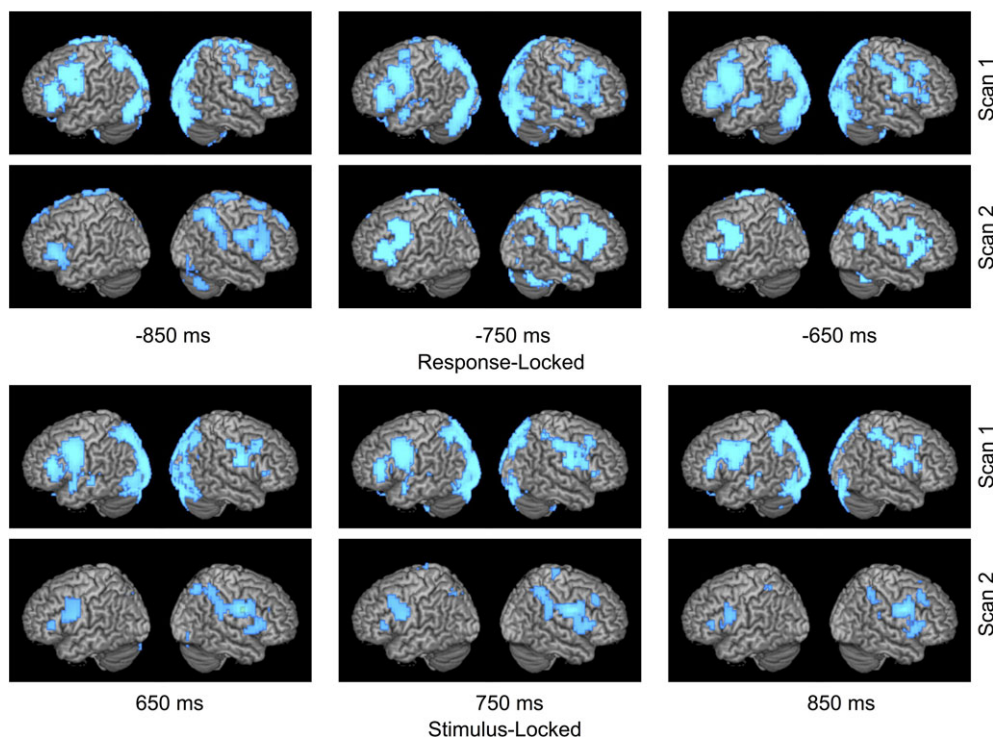 Scan 1
Scan 2
-850 ms
-750 ms
-650 ms
Response-Locked
Scan 1
Scan 2
650 ms
750 ms
850 ms
Stimulus-Locked